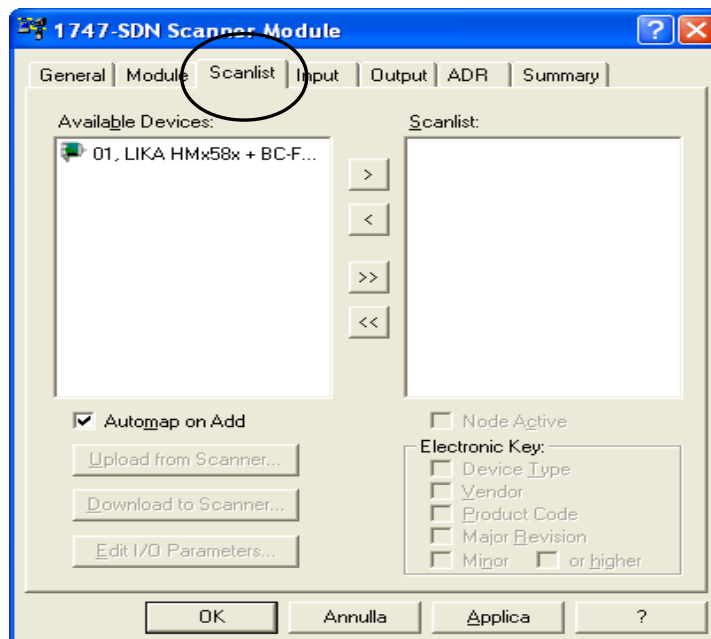 1747-SDN Scanner Module
General Module Scanlist Input Output ADR Summary
Available Devices:
01, LIKA HMx58x + BC-F...
Scanlist:
>
<
>>
<<
Automap on Add
Upload from Scanner...
Download to Scanner...
Edit I/O Parameters...
Node Active
Electronic Key:
Device Type
Vendor
Product Code
Major Revision
Minor or higher
OK Annulla Applica ?